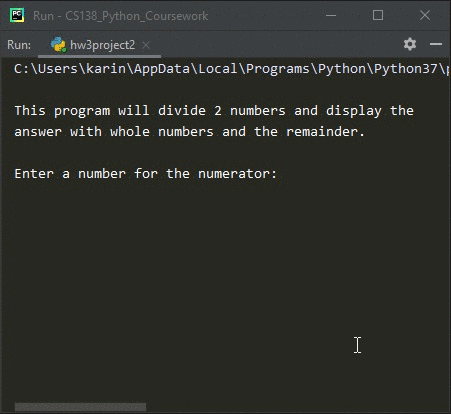 PC
Run - CS138_Python_Coursework
Run:
hw3project2
C:\Users\karin\AppData\Local\Programs\Python\Python37\p
This program will divide 2 numbers and display the
answer with whole numbers and the remainder.
Enter a number for the numerator: